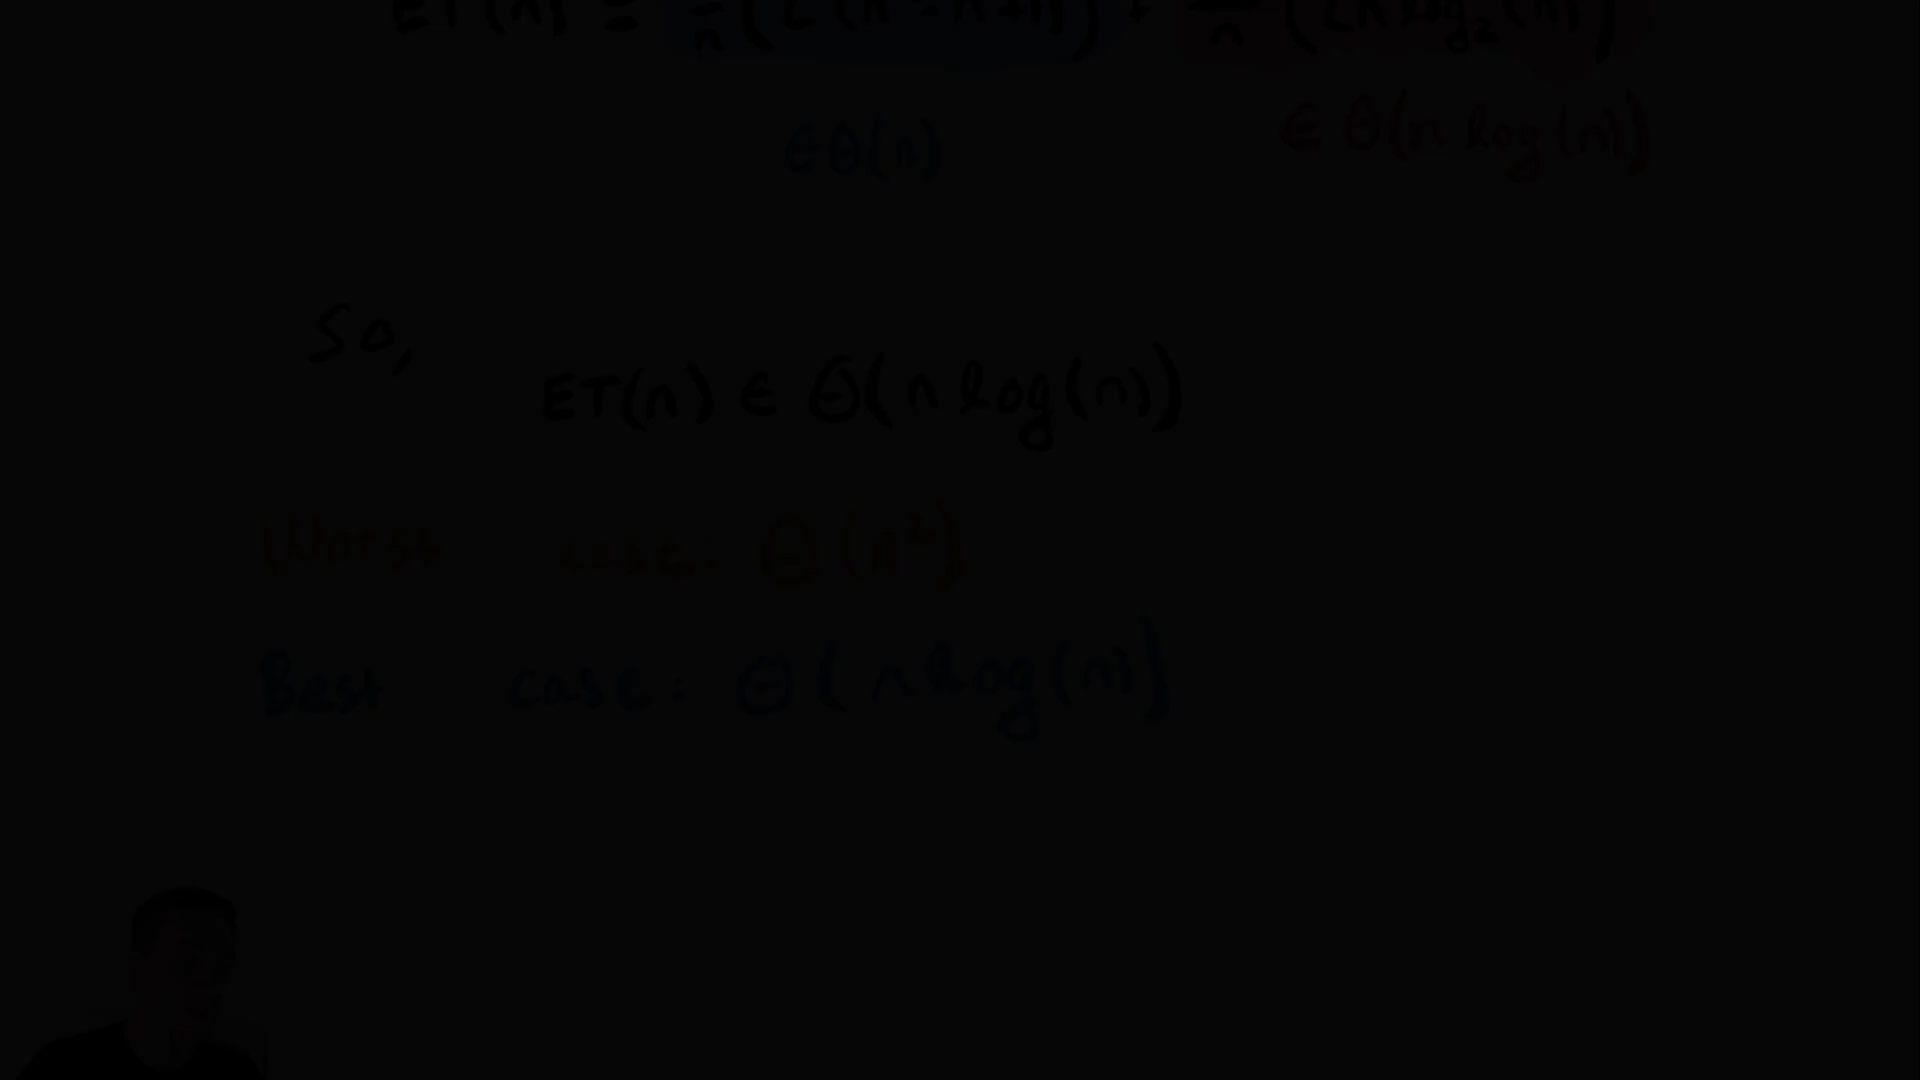 ET(n) =
∈ Θ(n) ∈ Θ(n log(n))
So,
ET(n) ∈ Θ(n log(n))
Worst case: Θ(n²)
Best case: Θ(n log(n))